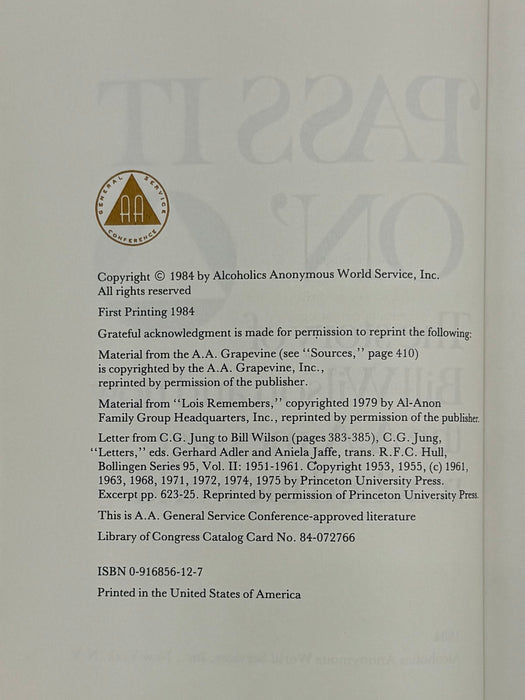 GENERAL SERVICE
AA
CONFERENCE
Copyright © 1984 by Alcoholics Anonymous World Service, Inc.
All rights reserved
First Printing 1984
Grateful acknowledgment is made for permission to reprint the following:
Material from the A.A. Grapevine (see "Sources," page 410)
is copyrighted by the A.A. Grapevine, Inc.,
reprinted by permission of the publisher.
Material from "Lois Remembers," copyrighted 1979 by Al-Anon
Family Group Headquarters, Inc., reprinted by permission of the publisher.
Letter from C.G. Jung to Bill Wilson (pages 383-385), C.G. Jung,
"Letters," eds. Gerhard Adler and Aniela Jaffe, trans. R.F.C. Hull,
Bollingen Series 95, Vol. II: 1951-1961. Copyright 1953, 1955, (c) 1961,
1963, 1968, 1971, 1972, 1974, 1975 by Princeton University Press.
Excerpt pp. 623-25. Reprinted by permission of Princeton University Press.
This is A.A. General Service Conference-approved literature
Library of Congress Catalog Card No. 84-072766
ISBN 0-916856-12-7
Printed in the United States of America
'PASS IT
ON'